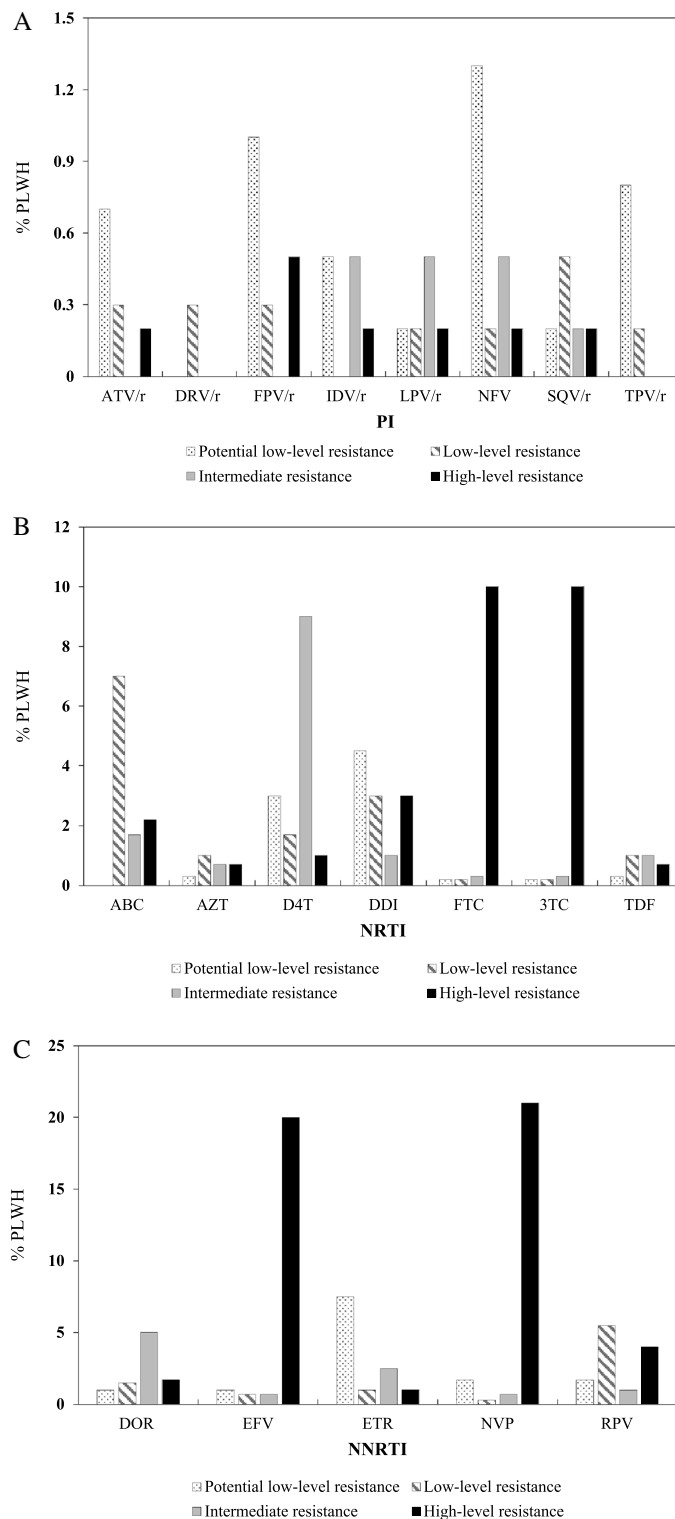 A
1.5
1.2
0.9
0.6
0.3
0
% PLWH
ATV/r DRV/r FPV/r IDV/r LPV/r NFV SQV/r TPV/r
PI
Potential low-level resistance Low-level resistance
Intermediate resistance High-level resistance
B
12
10
8
6
4
2
0
% PLWH
ABC AZT D4T DDI FTC 3TC TDF
NRTI
Potential low-level resistance Low-level resistance
Intermediate resistance High-level resistance
C
25
20
15
10
5
0
% PLWH
DOR EFV ETR NVP RPV
NNRTI
Potential low-level resistance Low-level resistance
Intermediate resistance High-level resistance